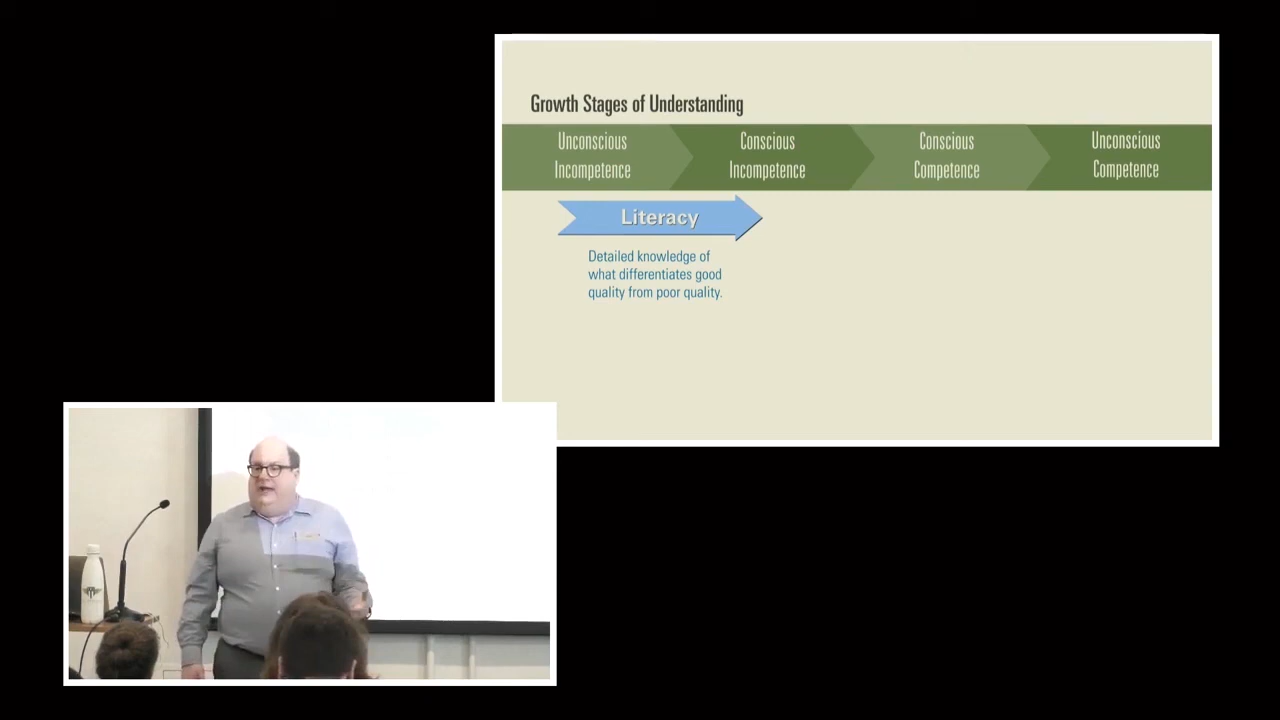 Growth Stages of Understanding
Unconscious
Incompetence
Conscious
Incompetence
Conscious
Competence
Unconscious
Competence
Literacy
Detailed knowledge of
what differentiates good
quality from poor quality.